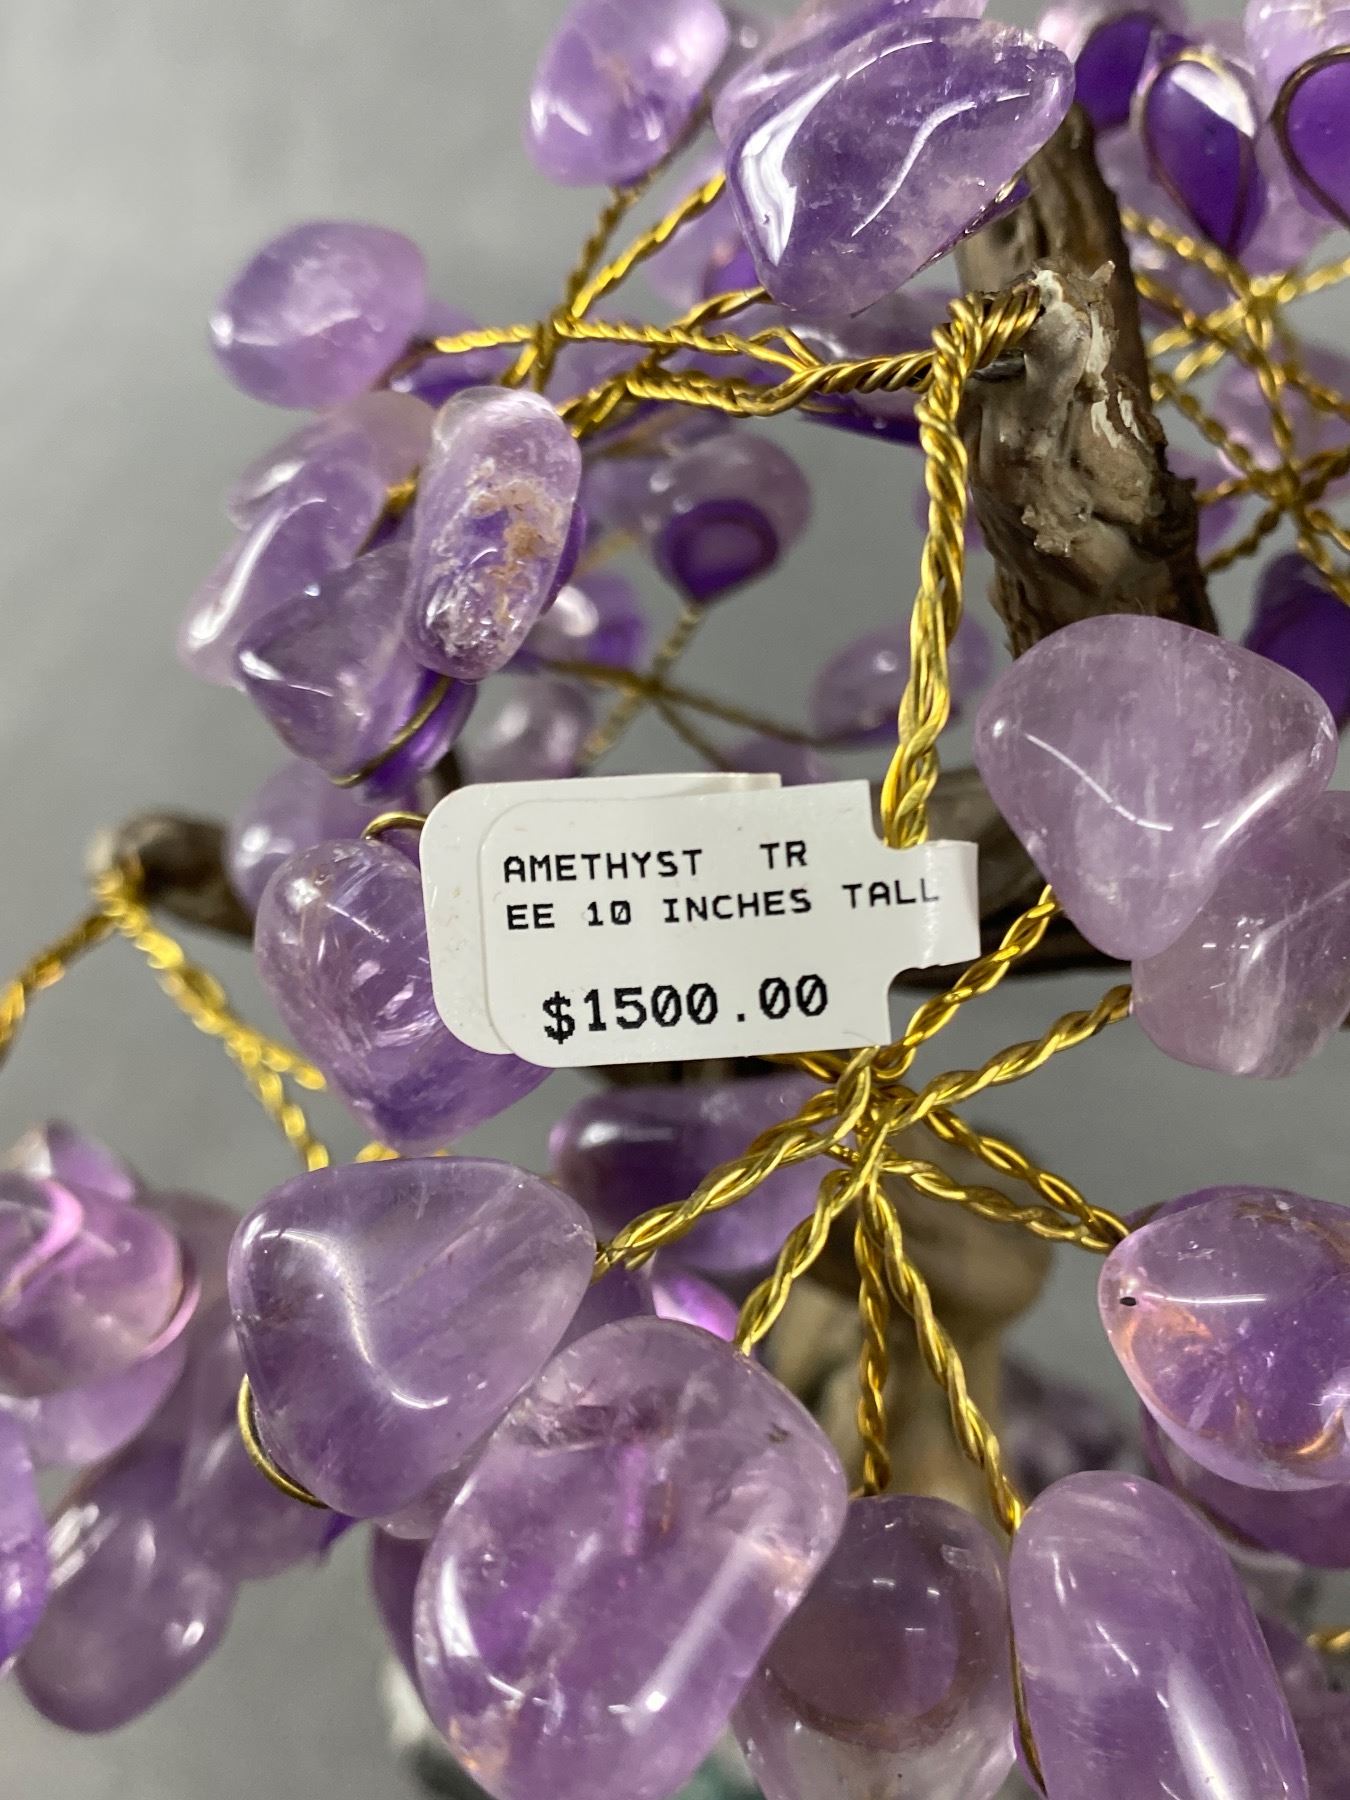 AMETHYST TR
EE 10 INCHES TALL
$1500.00